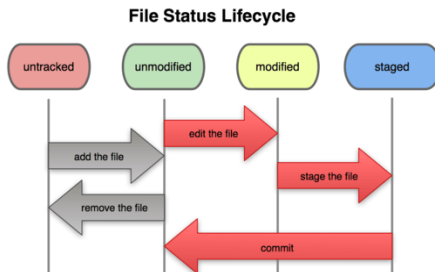 File Status Lifecycle
untracked
unmodified
modified
staged
edit the file
add the file
stage the file
remove the file
commit